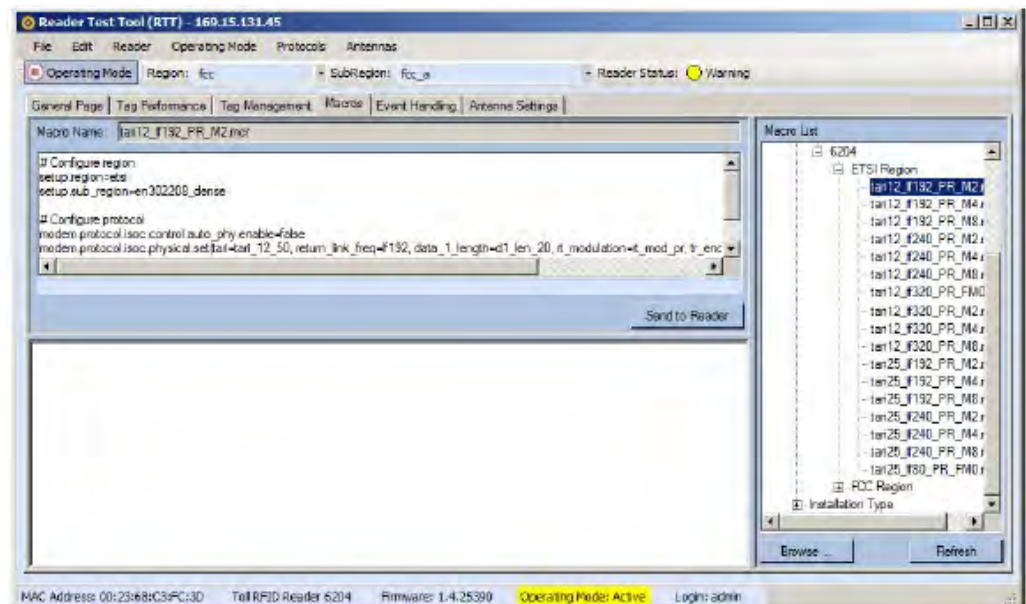 Reader Test Tool (RTT) - 169.15.131.45
File Edit Reader Operating Mode Protocols Antennas
Operating Mode Region: fcc SubRegion: fcc_a Reader Status: Warning
General Page Tag Performance Tag Management Macros Event Handling Antenna Settings
Macro Name: tari12_lf192_PR_M2.mcr
# Configure region
setup.region=etsi
setup.sub_region=en302208_dense
# Configure protocol
modem.protocol.isoc.control.auto_phy.enable=false
modem.protocol.isoc.physical.set(tari=tari_12_50, return_link_freq=lf192, data_1_length=d1_len_20, rt_modulation=rt_mod_pr, tr_enc
Send to Reader
Macro List
6204
ETSI Region
tari12_lf192_PR_M2.r
tari12_lf192_PR_M4.r
tari12_lf192_PR_M8.r
tari12_lf240_PR_M2.r
tari12_lf240_PR_M4.r
tari12_lf240_PR_M8.r
tari12_lf320_PR_FM0
tari12_lf320_PR_M2.r
tari12_lf320_PR_M4.r
tari12_lf320_PR_M8.r
tari25_lf192_PR_M2.r
tari25_lf192_PR_M4.r
tari25_lf192_PR_M8.r
tari25_lf240_PR_M2.r
tari25_lf240_PR_M4.r
tari25_lf240_PR_M8.r
tari25_lf80_PR_FM0.r
FCC Region
Installation Type
Browse ... Refresh
MAC Address: 00:23:68:C3:FC:3D Toll RFID Reader 6204 Firmware: 1.4.25390 Operating Mode: Active Login: admin